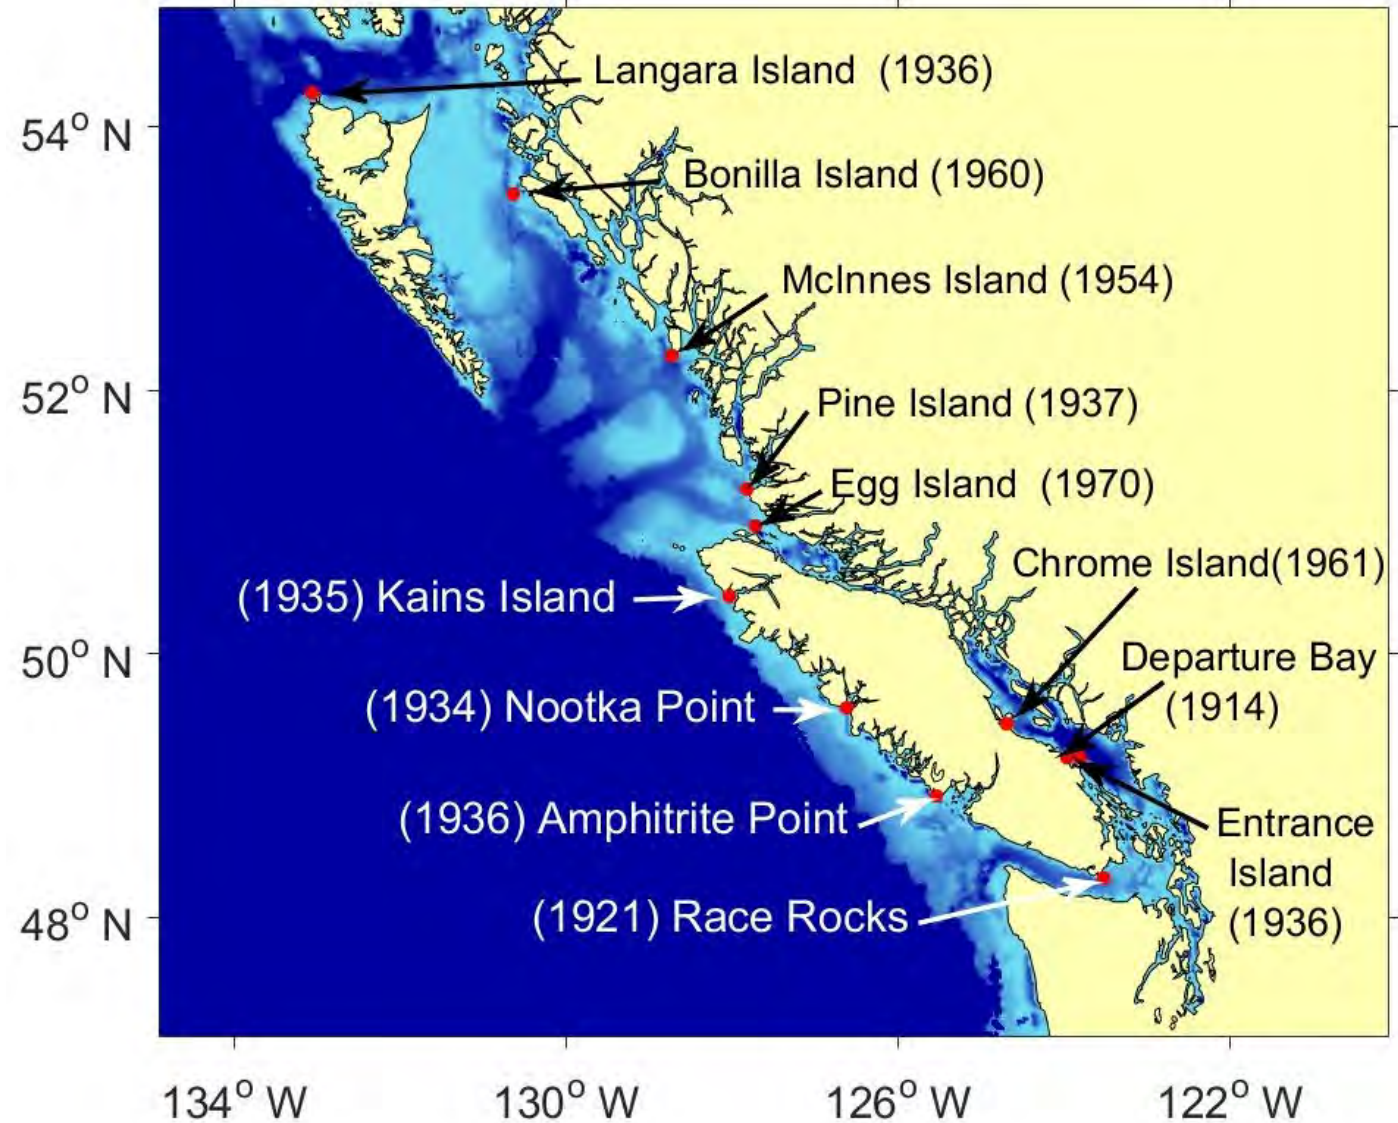 Langara Island (1936)
54° N
Bonilla Island (1960)
McInnes Island (1954)
52° N
Pine Island (1937)
Egg Island (1970)
Chrome Island(1961)
(1935) Kains Island
50° N
Departure Bay
(1914)
(1934) Nootka Point
(1936) Amphitrite Point
Entrance
Island
(1936)
(1921) Race Rocks
48° N
134° W
130° W
126° W
122° W